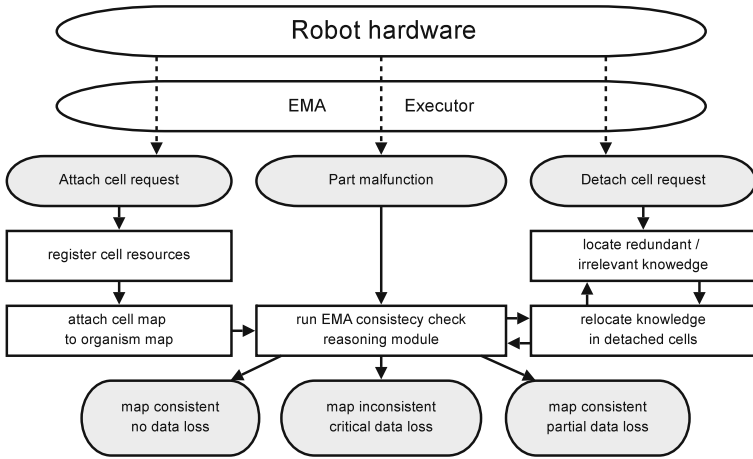 Robot hardware
EMA Executor
Attach cell request
Part malfunction
Detach cell request
register cell resources
locate redundant /
irrelevant knowedge
attach cell map
to organism map
run EMA consistecy check
reasoning module
relocate knowledge
in detached cells
map consistent
no data loss
map inconsistent
critical data loss
map consistent
partial data loss